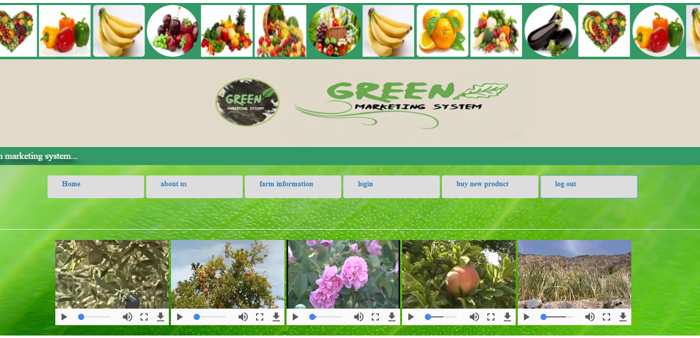 GREEN
MARKETING SYSTEM
GREEN
MARKETING SYSTEM
marketing system...
Home
about us
farm information
login
buy new product
log out